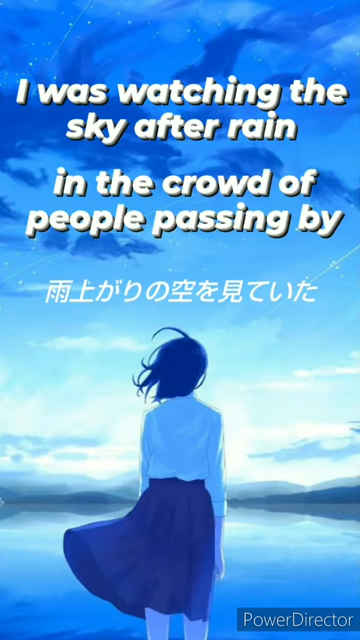 I was watching the
sky after rain
in the crowd of
people passing by
雨上がりの空を見ていた
PowerDirector